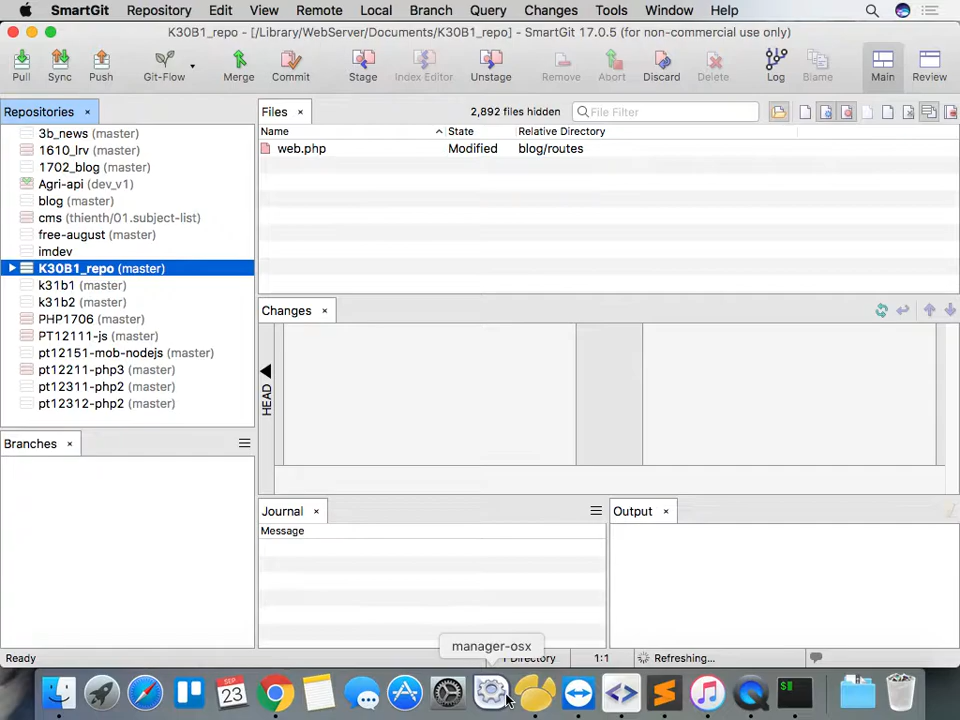 SmartGit Repository Edit View Remote Local Branch Query Changes Tools Window Help
K30B1_repo - [/Library/WebServer/Documents/K30B1_repo] - SmartGit 17.0.5 (for non-commercial use only)
Pull Sync Push Git-Flow Merge Commit Stage Index Editor Unstage Remove Abort Discard Delete Log Blame Main Review
Repositories × Files × 2,892 files hidden File Filter
Name State Relative Directory
web.php Modified blog/routes
3b_news (master)
1610_lrv (master)
1702_blog (master)
Agri-api (dev_v1)
blog (master)
cms (thienth/01.subject-list)
free-august (master)
imdev
K30B1_repo (master)
k31b1 (master)
k31b2 (master)
PHP1706 (master)
PT12111-js (master)
pt12151-mob-nodejs (master)
pt12211-php3 (master)
pt12311-php2 (master)
pt12312-php2 (master)
Changes ×
HEAD
Branches ×
Journal ×
Message
Output ×
manager-osx
Ready 1 Directory 1:1 Refreshing...
SEP
23
$